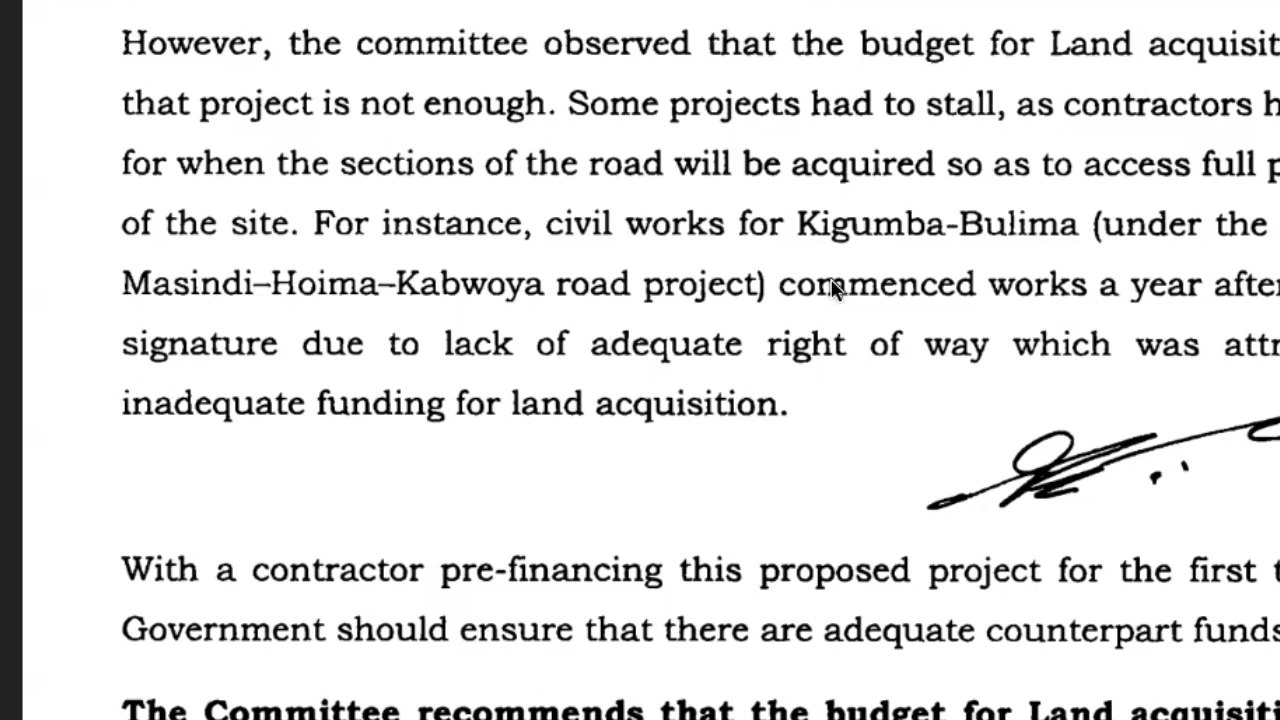 However, the committee observed that the budget for Land acquisit
that project is not enough. Some projects had to stall, as contractors h
for when the sections of the road will be acquired so as to access full p
of the site. For instance, civil works for Kigumba-Bulima (under the
Masindi–Hoima–Kabwoya road project) commenced works a year after
signature due to lack of adequate right of way which was attr
inadequate funding for land acquisition.
With a contractor pre-financing this proposed project for the first t
Government should ensure that there are adequate counterpart funds
The Committee recommends that the budget for Land acquisiti